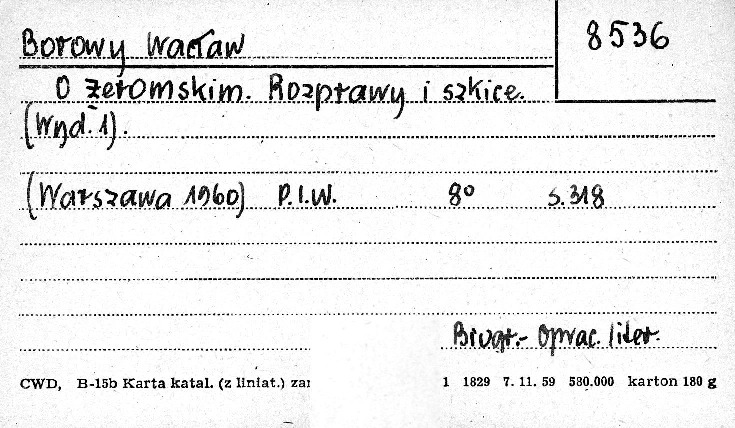 8536
Borowy Wacław
O Żeromskim. Rozprawy i szkice.
(Wyd. 1).
(Warszawa 1960) P.I.W. 8° s. 318
Biogr.- Oprac. liter.
CWD, B-15b Karta katal. (z liniat.) 1 1829 7. 11. 59 580.000 karton 180 g